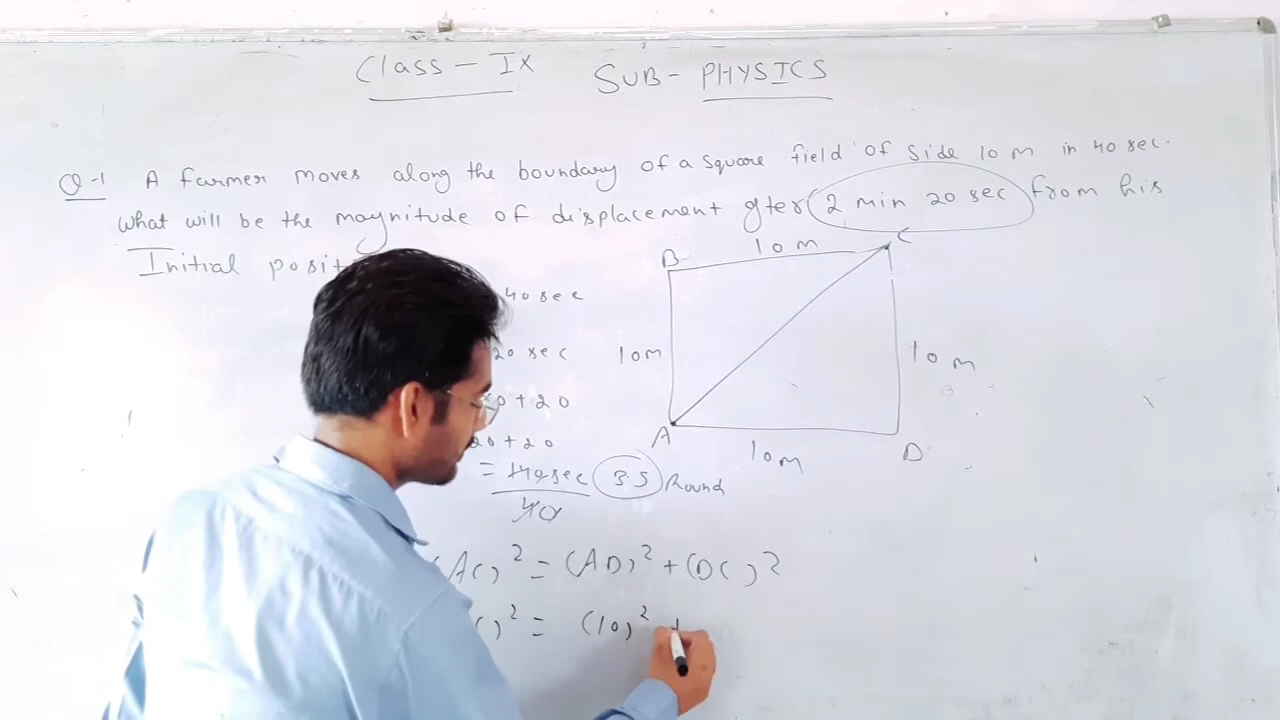 Class - IX SUB - PHYSICS
Q-1 A farmer moves along the boundary of a square field of side 10 m in 40 sec.
What will be the magnitude of displacement after 2 min 20 sec from his
Initial posit
B 10 m C
40 sec
20 sec 10m 10 m
0 + 20
A 10m D
20 + 20
= 140 sec 3.5 Round
40
(AC)² = (AD)² + (DC)²
)² = (10)² +